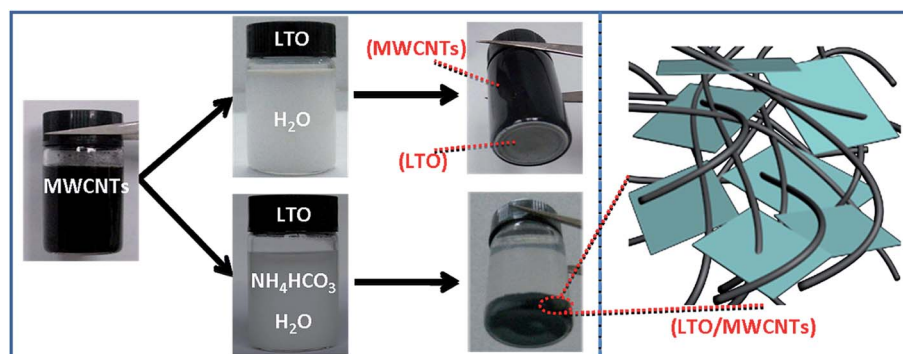 MWCNTs
LTO
H₂O
LTO
NH₄HCO₃
H₂O
(MWCNTs)
(LTO)
(LTO/MWCNTs)